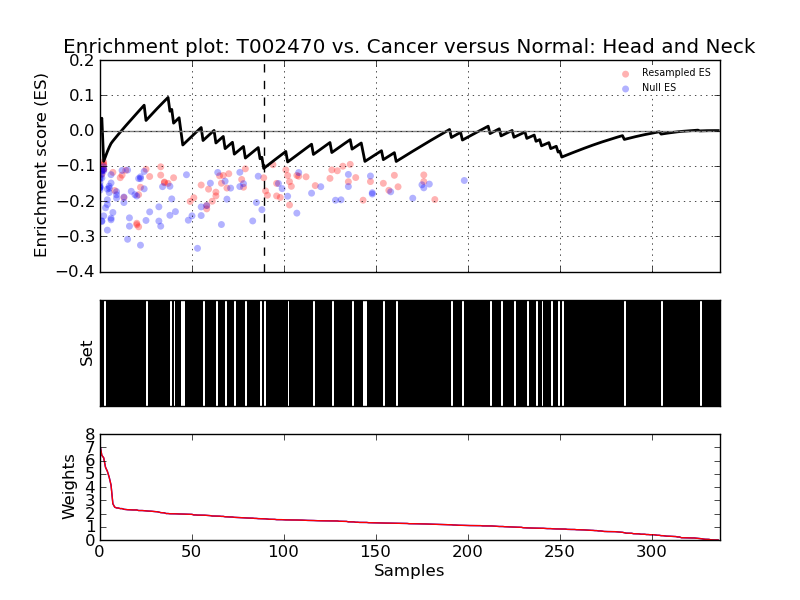 Enrichment plot: T002470 vs. Cancer versus Normal: Head and Neck
0.2
0.1
0.0
−0.1
−0.2
−0.3
−0.4
Enrichment score (ES)
Resampled ES
Null ES
Set
8
7
6
5
4
3
2
1
0
Weights
0 50 100 150 200 250 300
Samples